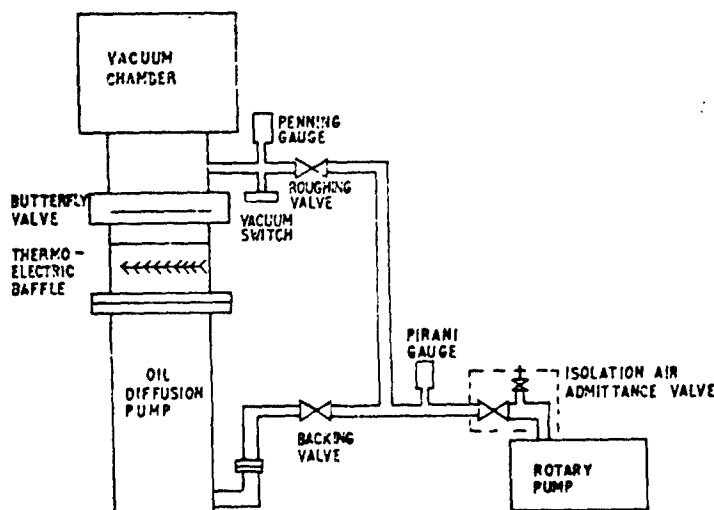 VACUUM
CHAMBER
PENNING
GAUGE
BUTTERFLY
VALVE
ROUGHING
VALVE
VACUUM
SWITCH
THERMO-
ELECTRIC
BAFFLE
PIRANI
GAUGE
ISOLATION AIR
ADMITTANCE VALVE
OIL
DIFFUSION
PUMP
BACKING
VALVE
ROTARY
PUMP